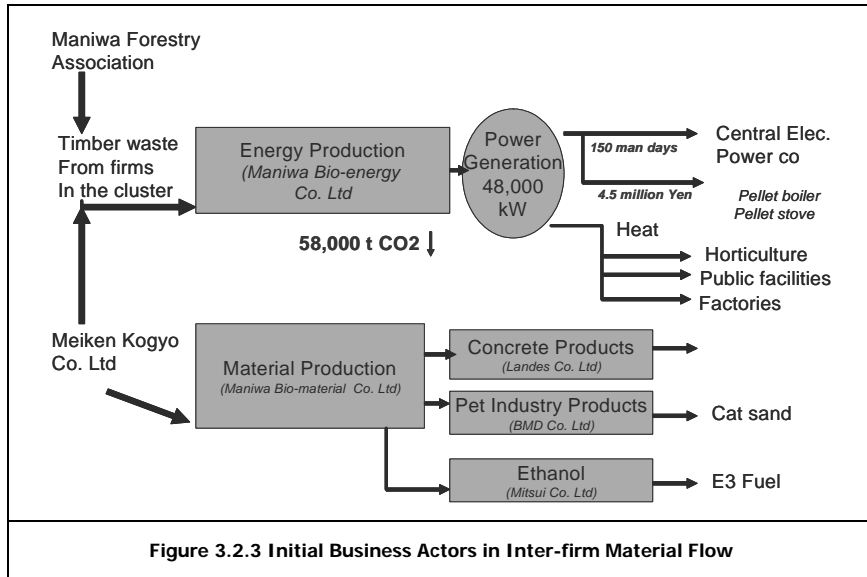 Maniwa Forestry
Association
Timber waste
From firms
In the cluster
Energy Production
(Maniwa Bio-energy
Co. Ltd
Power
Generation
48,000
kW
150 man days
Central Elec.
Power co
4.5 million Yen
Pellet boiler
Pellet stove
58,000 t CO2
Heat
Horticulture
Public facilities
Factories
Meiken Kogyo
Co. Ltd
Material Production
(Maniwa Bio-material Co. Ltd)
Concrete Products
(Landes Co. Ltd)
Pet Industry Products
(BMD Co. Ltd)
Cat sand
Ethanol
(Mitsui Co. Ltd)
E3 Fuel
Figure 3.2.3 Initial Business Actors in Inter-firm Material Flow